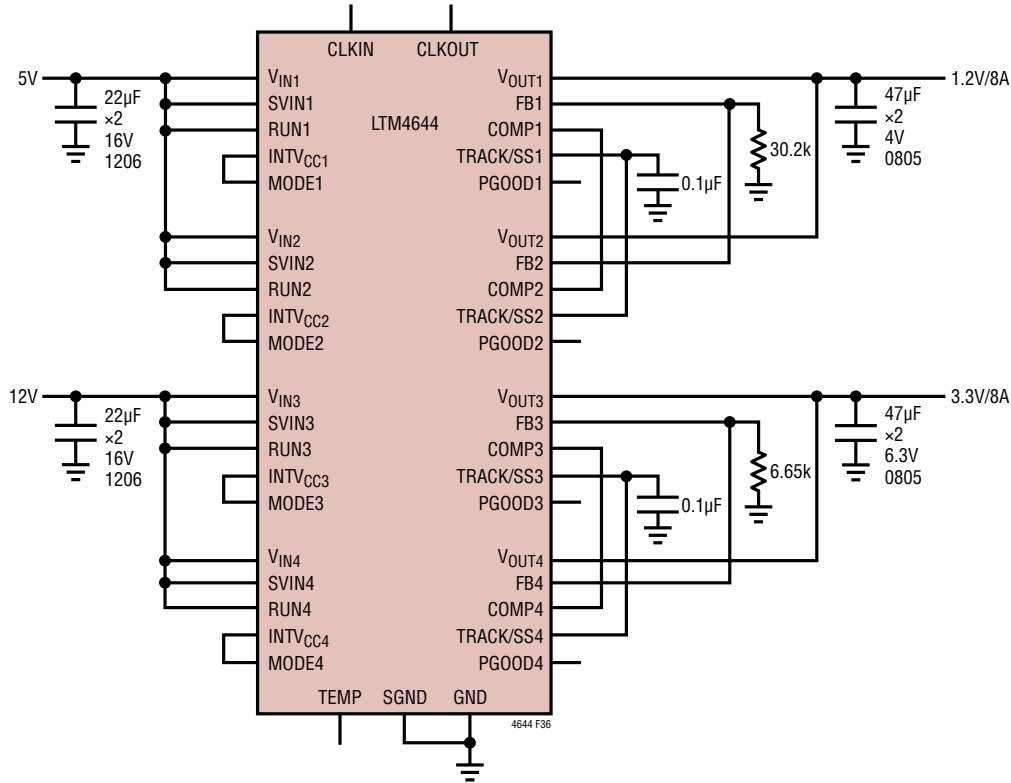 CLKIN CLKOUT
5V
22µF
×2
16V
1206
VIN1
SVIN1
RUN1
INTVCC1
MODE1
VIN2
SVIN2
RUN2
INTVCC2
MODE2
LTM4644
VOUT1
FB1
COMP1
TRACK/SS1
PGOOD1
VOUT2
FB2
COMP2
TRACK/SS2
PGOOD2
0.1µF
30.2k
1.2V/8A
47µF
×2
4V
0805
12V
22µF
×2
16V
1206
VIN3
SVIN3
RUN3
INTVCC3
MODE3
VIN4
SVIN4
RUN4
INTVCC4
MODE4
VOUT3
FB3
COMP3
TRACK/SS3
PGOOD3
VOUT4
FB4
COMP4
TRACK/SS4
PGOOD4
0.1µF
6.65k
3.3V/8A
47µF
×2
6.3V
0805
TEMP SGND GND
4644 F36